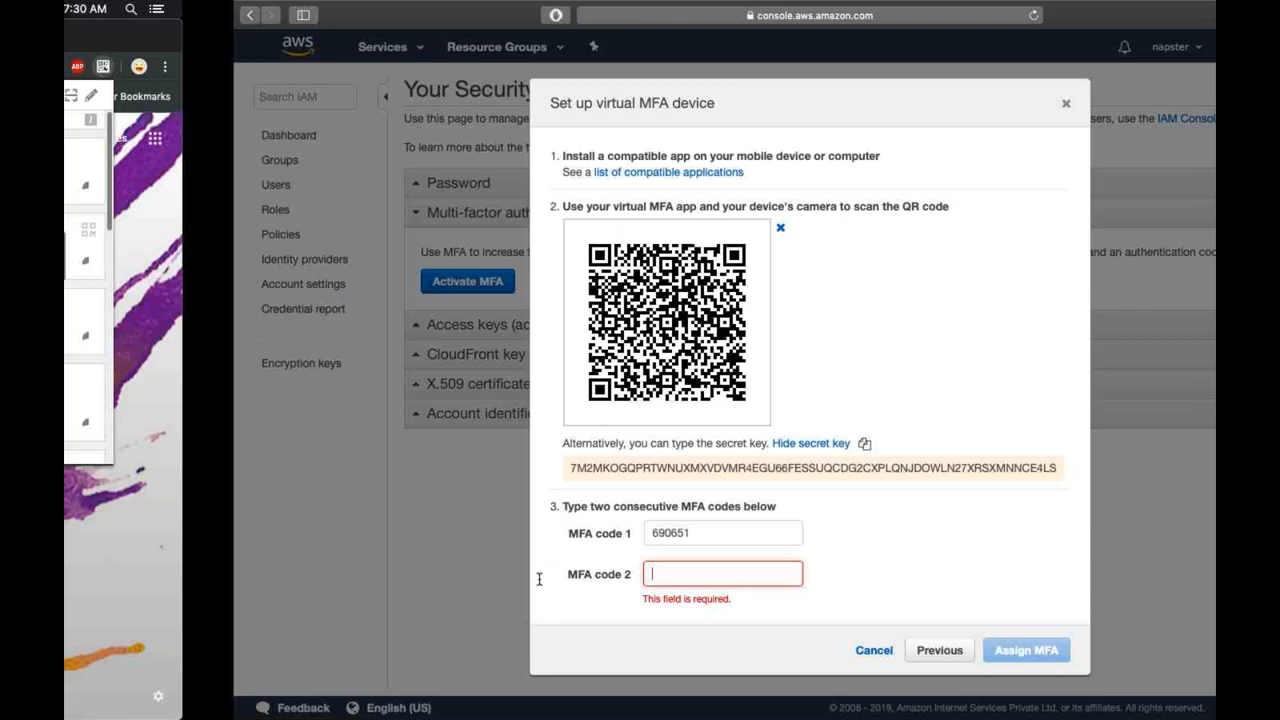 7:30 AM
ABP
r Bookmarks
es
console.aws.amazon.com
aws
Services
Resource Groups
napster
Search IAM
Dashboard
Groups
Users
Roles
Policies
Identity providers
Account settings
Credential report
Encryption keys
Your Security
Use this page to manage
ers, use the IAM Consol
To learn more about the t
Password
Multi-factor auth
Use MFA to increase t
and an authentication cod
Activate MFA
Access keys (ac
CloudFront key
X.509 certificate
Account identifi
Set up virtual MFA device
1. Install a compatible app on your mobile device or computer
See a list of compatible applications
2. Use your virtual MFA app and your device's camera to scan the QR code
Alternatively, you can type the secret key. Hide secret key
7M2MKOGQPRTWNUXMXVDVMR4EGU66FESSUQCDG2CXPLQNJDOWLN27XRSXMNNCE4LS
3. Type two consecutive MFA codes below
MFA code 1
690651
MFA code 2
This field is required.
Cancel
Previous
Assign MFA
Feedback
English (US)
© 2008 - 2019, Amazon Internet Services Private Ltd. or its affiliates. All rights reserved.